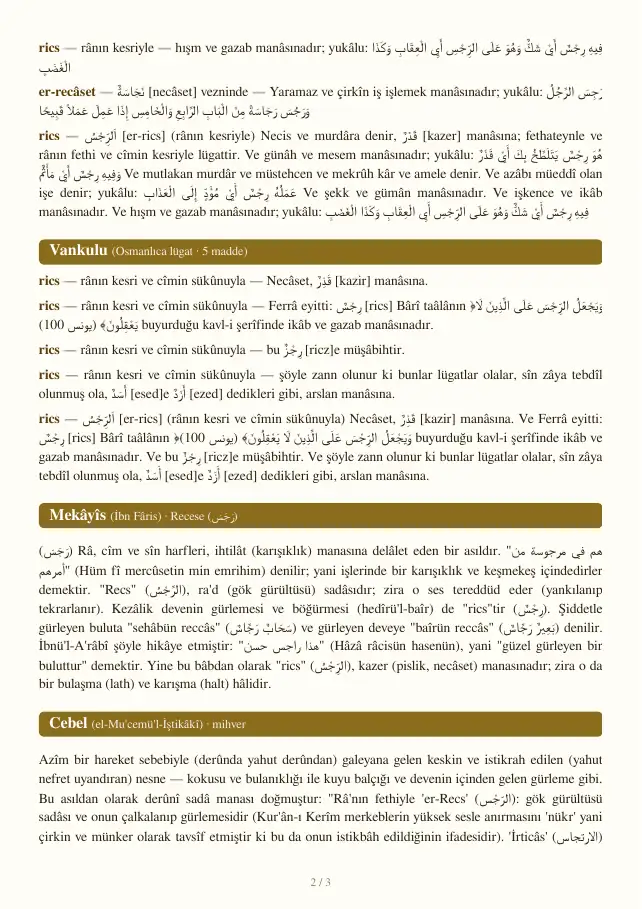 rics — rânın kesriyle — hışm ve gazab manâsınadır; yukâlu: فِيهِ رِجْسٌ أَيْ شَكٌّ وَهُوَ عَلَى الرِّجْسِ أَيِ الْعِقَابِ وَكَذَا
الْغَضَبِ
er-recâset — نَجَاسَةٌ [necâset] vezninde — Yaramaz ve çirkîn iş işlemek manâsınadır; yukâlu: رَجِسَ الرَّجُلُ
وَرَجُسَ رَجَاسَةً مِنْ الْبَابِ الرَّابِعِ وَالْخَامِسِ إِذَا عَمِلَ عَمَلاً قَبِيحًا
rics — اَلرِّجْسُ [er-rics] (rânın kesriyle) Necis ve murdâra denir, قَذَرٌ [kazer] manâsına; fethateynle ve
rânın fethi ve cîmin kesriyle lügattir. Ve günâh ve mesem manâsınadır; yukâlu: هُوَ رِجْسٌ يَتَلَطَّخُ بِكَ أَيْ قَذَرٌ
وَفِيهِ رِجْسٌ أَيْ مَأْثَمٌ Ve mutlakan murdâr ve müstehcen ve mekrûh kâr ve amele denir. Ve azâbı müeddî olan
işe denir; yukâlu: عَمَلُهُ رِجْسٌ أَيْ مُؤَدٍّ إِلَى الْعَذَابِ Ve şekk ve gümân manâsınadır. Ve işkence ve ikâb
manâsınadır. Ve hışm ve gazab manâsınadır; yukâlu: فِيهِ رِجْسٌ أَيْ شَكٌّ وَهُوَ عَلَى الرِّجْسِ أَيِ الْعِقَابِ وَكَذَا الْغَضَبِ
Vankulu (Osmanlıca lügat · 5 madde)
rics — rânın kesri ve cîmin sükûnuyla — Necâset, قَذِرٌ [kazir] manâsına.
rics — rânın kesri ve cîmin sükûnuyla — Ferrâ eyitti: رِجْسٌ [rics] Bârî taâlânın ﴿وَيَجْعَلُ الرِّجْسَ عَلَى الَّذِينَ لَا
يَعْقِلُونَ﴾ (يونس 100) buyurduğu kavl-i şerîfinde ikâb ve gazab manâsınadır.
rics — rânın kesri ve cîmin sükûnuyla — bu رِجْزٌ [ricz]e müşâbihtir.
rics — rânın kesri ve cîmin sükûnuyla — şöyle zann olunur ki bunlar lügatlar olalar, sîn zâya tebdîl
olunmuş ola, أَسَدٌ [esed]e أَزَدٌ [ezed] dedikleri gibi, arslan manâsına.
rics — اَلرِّجْسُ [er-rics] (rânın kesri ve cîmin sükûnuyla) Necâset, قَذِرٌ [kazir] manâsına. Ve Ferrâ eyitti:
رِجْسٌ [rics] Bârî taâlânın ﴿وَيَجْعَلُ الرِّجْسَ عَلَى الَّذِينَ لَا يَعْقِلُونَ﴾ (يونس 100) buyurduğu kavl-i şerîfinde ikâb ve
gazab manâsınadır. Ve bu رِجْزٌ [ricz]e müşâbihtir. Ve şöyle zann olunur ki bunlar lügatlar olalar, sîn zâya
tebdîl olunmuş ola, أَسَدٌ [esed]e أَزَدٌ [ezed] dedikleri gibi, arslan manâsına.
Mekâyîs (İbn Fâris) · Recese (رَجَسَ)
(رَجَسَ) Râ, cîm ve sîn harfleri, ihtilât (karışıklık) manasına delâlet eden bir asıldır. "هم في مرجوسة من
أمرهم" (Hüm fî mercûsetin min emrihim) denilir; yani işlerinde bir karışıklık ve keşmekeş içindedirler
demektir. "Recs" (الرَّجْسُ), ra'd (gök gürültüsü) sadâsıdır; zira o ses tereddüd eder (yankılanıp
tekrarlanır). Kezâlik devenin gürlemesi ve böğürmesi (hedîrü'l-baîr) de "rics"tir (رِجْسٌ). Şiddetle
gürleyen buluta "sehâbün reccâs" (سَحَابٌ رَجَّاسٌ) ve gürleyen deveye "baîrün reccâs" (بَعِيرٌ رَجَّاسٌ) denilir.
İbnü'l-A'râbî şöyle hikâye etmiştir: "هذا راجس حسن" (Hâzâ râcisün hasenün), yani "güzel gürleyen bir
buluttur" demektir. Yine bu bâbdan olarak "rics" (الرِّجْسُ), kazer (pislik, necâset) manasınadır; zira o da
bir bulaşma (lath) ve karışma (halt) hâlidir.
Cebel (el-Mu'cemü'l-İştikâkî) · mihver
Azîm bir hareket sebebiyle (derûnda yahut derûndan) galeyana gelen keskin ve istikrah edilen (yahut
nefret uyandıran) nesne — kokusu ve bulanıklığı ile kuyu balçığı ve devenin içinden gelen gürleme gibi.
Bu asıldan olarak derûnî sadâ manası doğmuştur: "Râ'nın fethiyle 'er-Recs' (الرَّجْس): gök gürültüsü
sadâsı ve onun çalkalanıp gürlemesidir (Kur'ân-ı Kerîm merkeblerin yüksek sesle anırmasını 'nükr' yani
çirkin ve münker olarak tavsîf etmiştir ki bu da onun istikbâh edildiğinin ifadesidir). 'İrticâs' (الارتجاس)
2 / 3